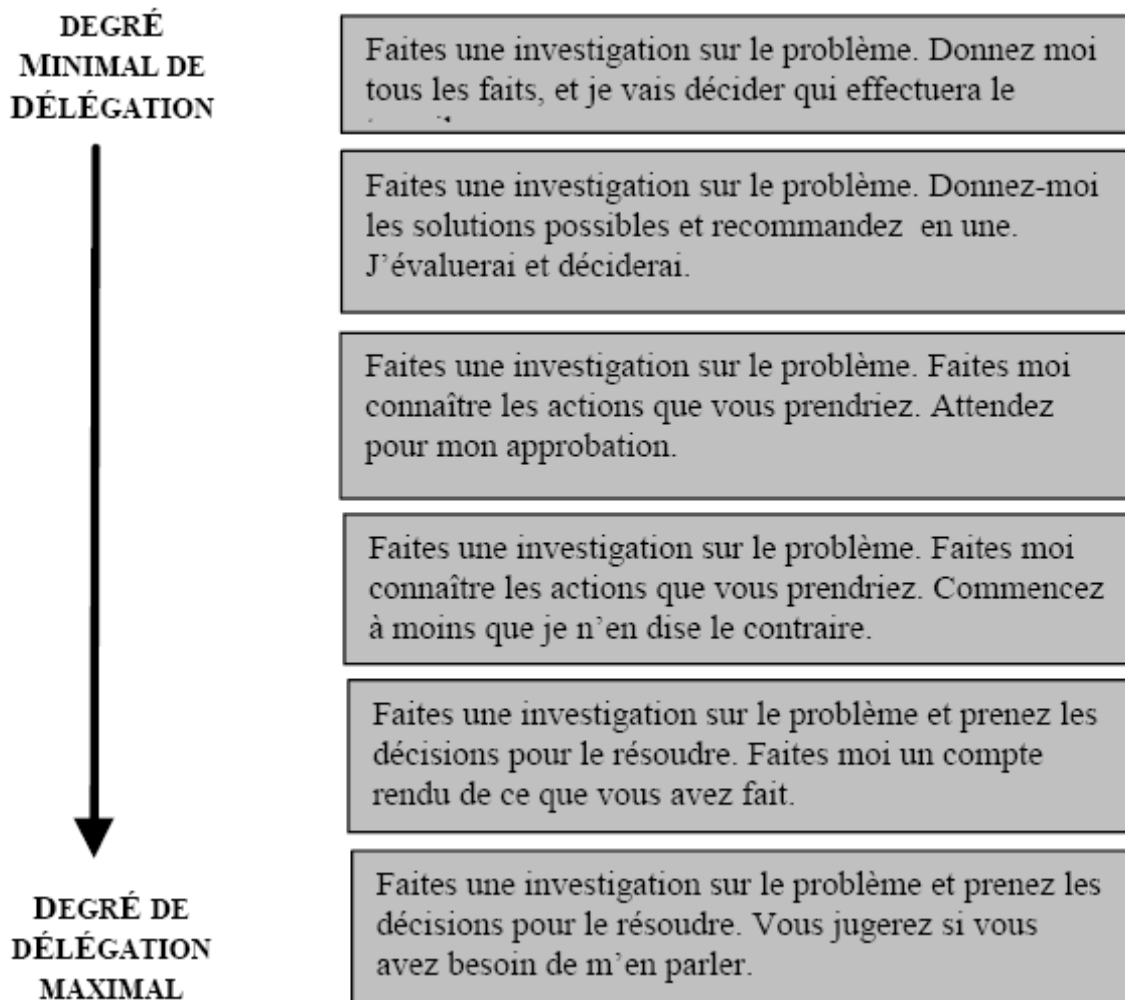 DEGRÉ
MINIMAL DE
DÉLÉGATION
Faites une investigation sur le problème. Donnez moi
tous les faits, et je vais décider qui effectuera le
Faites une investigation sur le problème. Donnez-moi
les solutions possibles et recommandez  en une.
J’évaluerai et déciderai.
Faites une investigation sur le problème. Faites moi
connaître les actions que vous prendriez. Attendez
pour mon approbation.
Faites une investigation sur le problème. Faites moi
connaître les actions que vous prendriez. Commencez
à moins que je n’en dise le contraire.
Faites une investigation sur le problème et prenez les
décisions pour le résoudre. Faites moi un compte
rendu de ce que vous avez fait.
Faites une investigation sur le problème et prenez les
décisions pour le résoudre. Vous jugerez si vous
avez besoin de m’en parler.
DEGRÉ DE
DÉLÉGATION
MAXIMAL